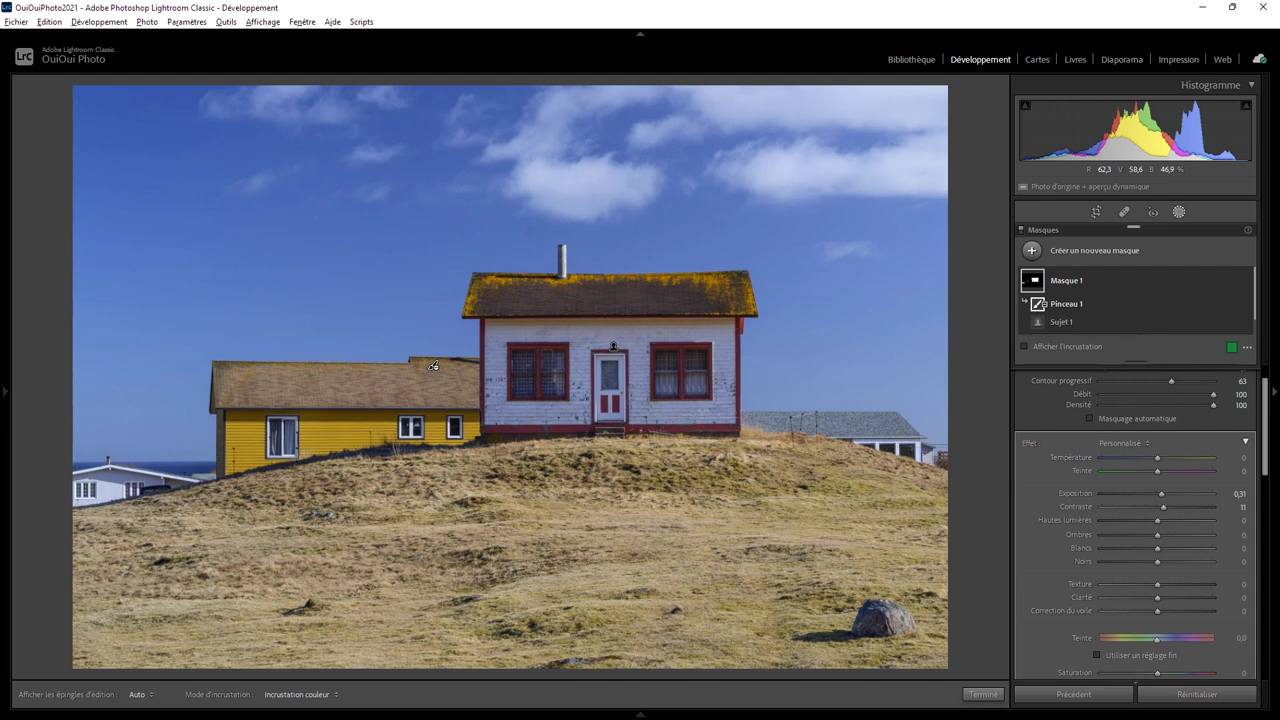 OuiOuiPhoto2021 - Adobe Photoshop Lightroom Classic - Développement
Fichier Edition Développement Photo Paramètres Outils Affichage Fenêtre Aide Scripts
Lrc
Adobe Lightroom Classic
OuiOui Photo
Bibliothèque Développement Cartes Livres Diaporama Impression Web
Histogramme
R 62,3 V 58,6 B 46,9 %
Photo d'origine + aperçu dynamique
Masques
Créer un nouveau masque
Masque 1
Pinceau 1
Sujet 1
Afficher l'incrustation
Contour progressif 63
Débit 100
Densité 100
Masquage automatique
Effet : Personnalisé
Température 0
Teinte 0
Exposition 0,31
Contraste 11
Hautes lumières 0
Ombres 0
Blancs 0
Noirs 0
Texture 0
Clarté 0
Correction du voile 0
Teinte 0,0
Utiliser un réglage fin
Saturation 0
Afficher les épingles d'édition : Auto Mode d'incrustation : Incrustation couleur Terminé Précédent Réinitialiser